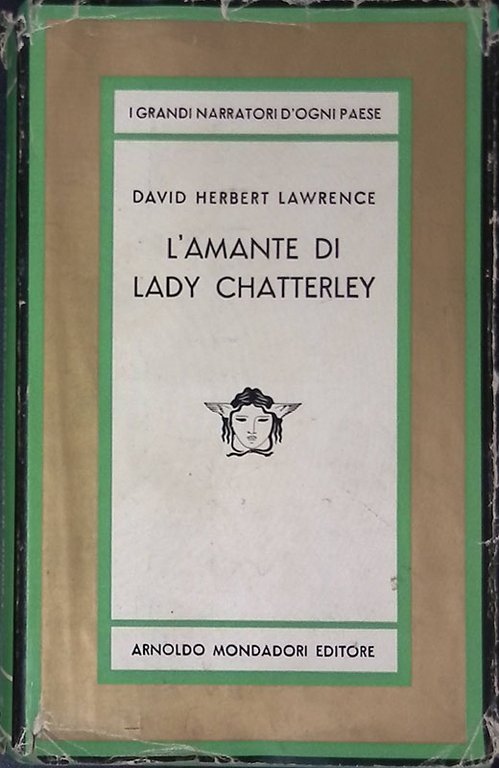 I GRANDI NARRATORI D'OGNI PAESE
DAVID HERBERT LAWRENCE
L'AMANTE DI
LADY CHATTERLEY
ARNOLDO MONDADORI EDITORE